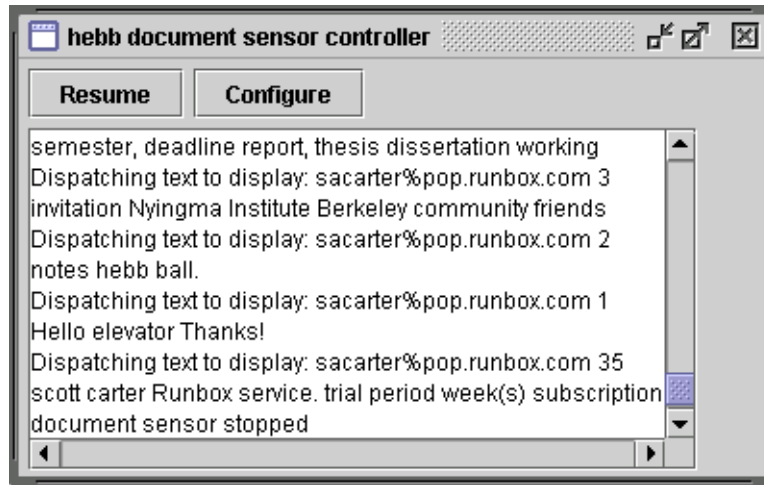 hebb document sensor controller
Resume Configure
semester, deadline report, thesis dissertation working
Dispatching text to display: sacarter%pop.runbox.com 3
invitation Nyingma Institute Berkeley community friends
Dispatching text to display: sacarter%pop.runbox.com 2
notes hebb ball.
Dispatching text to display: sacarter%pop.runbox.com 1
Hello elevator Thanks!
Dispatching text to display: sacarter%pop.runbox.com 35
scott carter Runbox service. trial period week(s) subscription
document sensor stopped